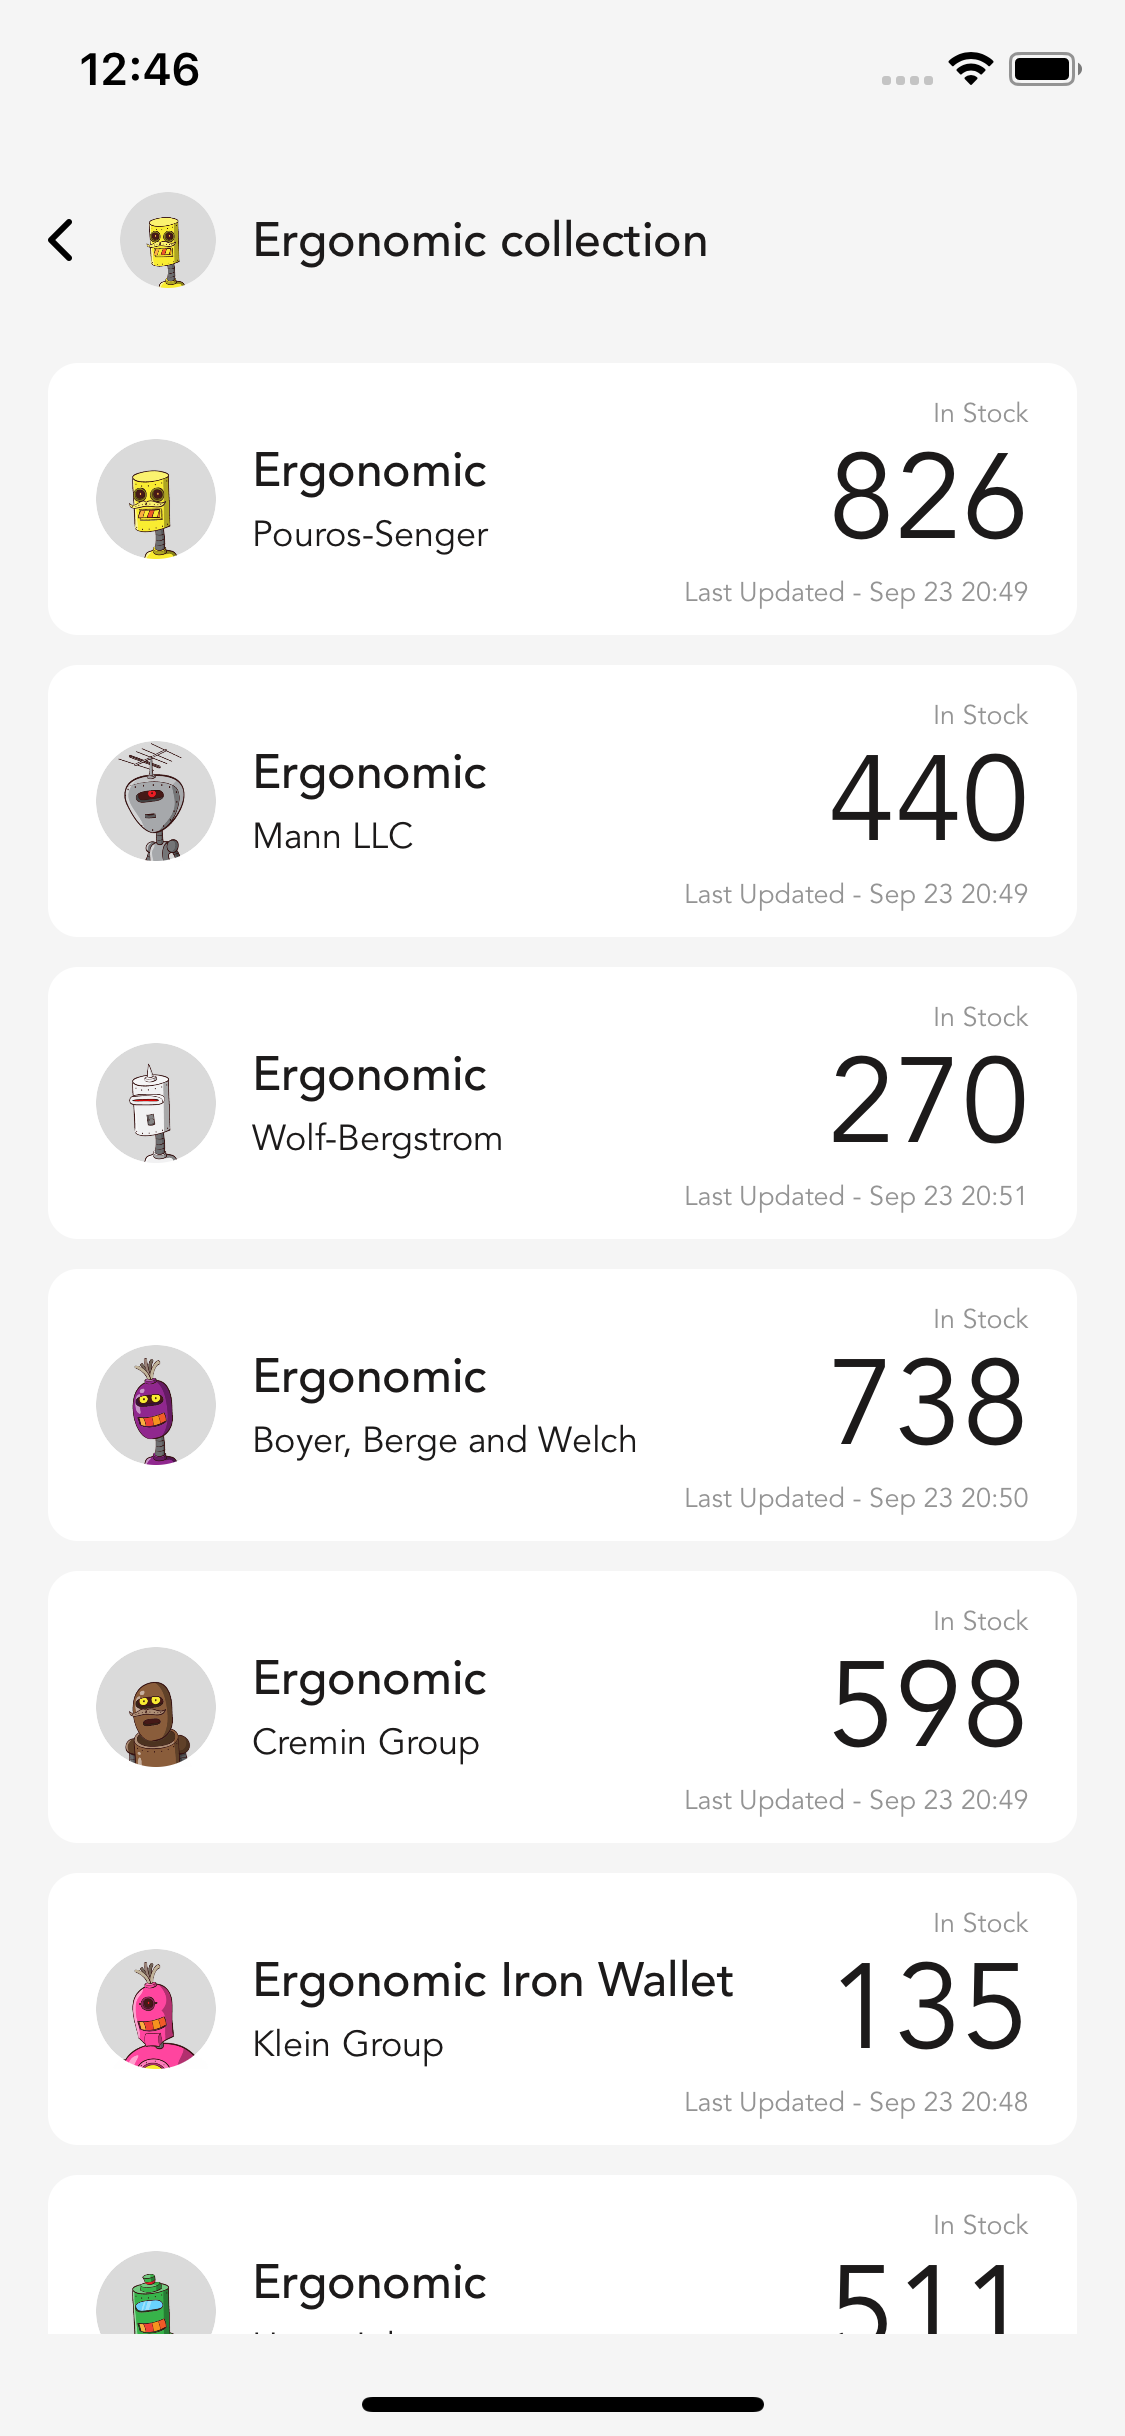 12:46
Ergonomic collection
In Stock
Ergonomic
826
Pouros-Senger
Last Updated - Sep 23 20:49
In Stock
Ergonomic
440
Mann LLC
Last Updated - Sep 23 20:49
In Stock
Ergonomic
270
Wolf-Bergstrom
Last Updated - Sep 23 20:51
In Stock
Ergonomic
738
Boyer, Berge and Welch
Last Updated - Sep 23 20:50
In Stock
Ergonomic
598
Cremin Group
Last Updated - Sep 23 20:49
In Stock
Ergonomic Iron Wallet
135
Klein Group
Last Updated - Sep 23 20:48
In Stock
Ergonomic
511